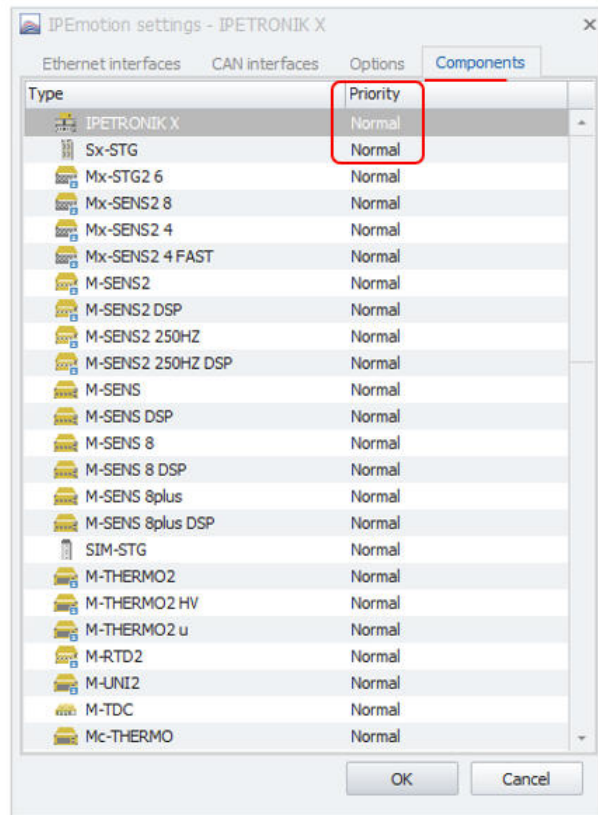 IPEmotion settings - IPETRONIK X
Ethernet interfaces CAN interfaces Options Components
Type Priority
IPETRONIK X Normal
Sx-STG Normal
Mx-STG2 6 Normal
Mx-SENS2 8 Normal
Mx-SENS2 4 Normal
Mx-SENS2 4 FAST Normal
M-SENS2 Normal
M-SENS2 DSP Normal
M-SENS2 250HZ Normal
M-SENS2 250HZ DSP Normal
M-SENS Normal
M-SENS DSP Normal
M-SENS 8 Normal
M-SENS 8 DSP Normal
M-SENS 8plus Normal
M-SENS 8plus DSP Normal
SIM-STG Normal
M-THERMO2 Normal
M-THERMO2 HV Normal
M-THERMO2 u Normal
M-RTD2 Normal
M-UNI2 Normal
M-TDC Normal
Mc-THERMO Normal
OK Cancel